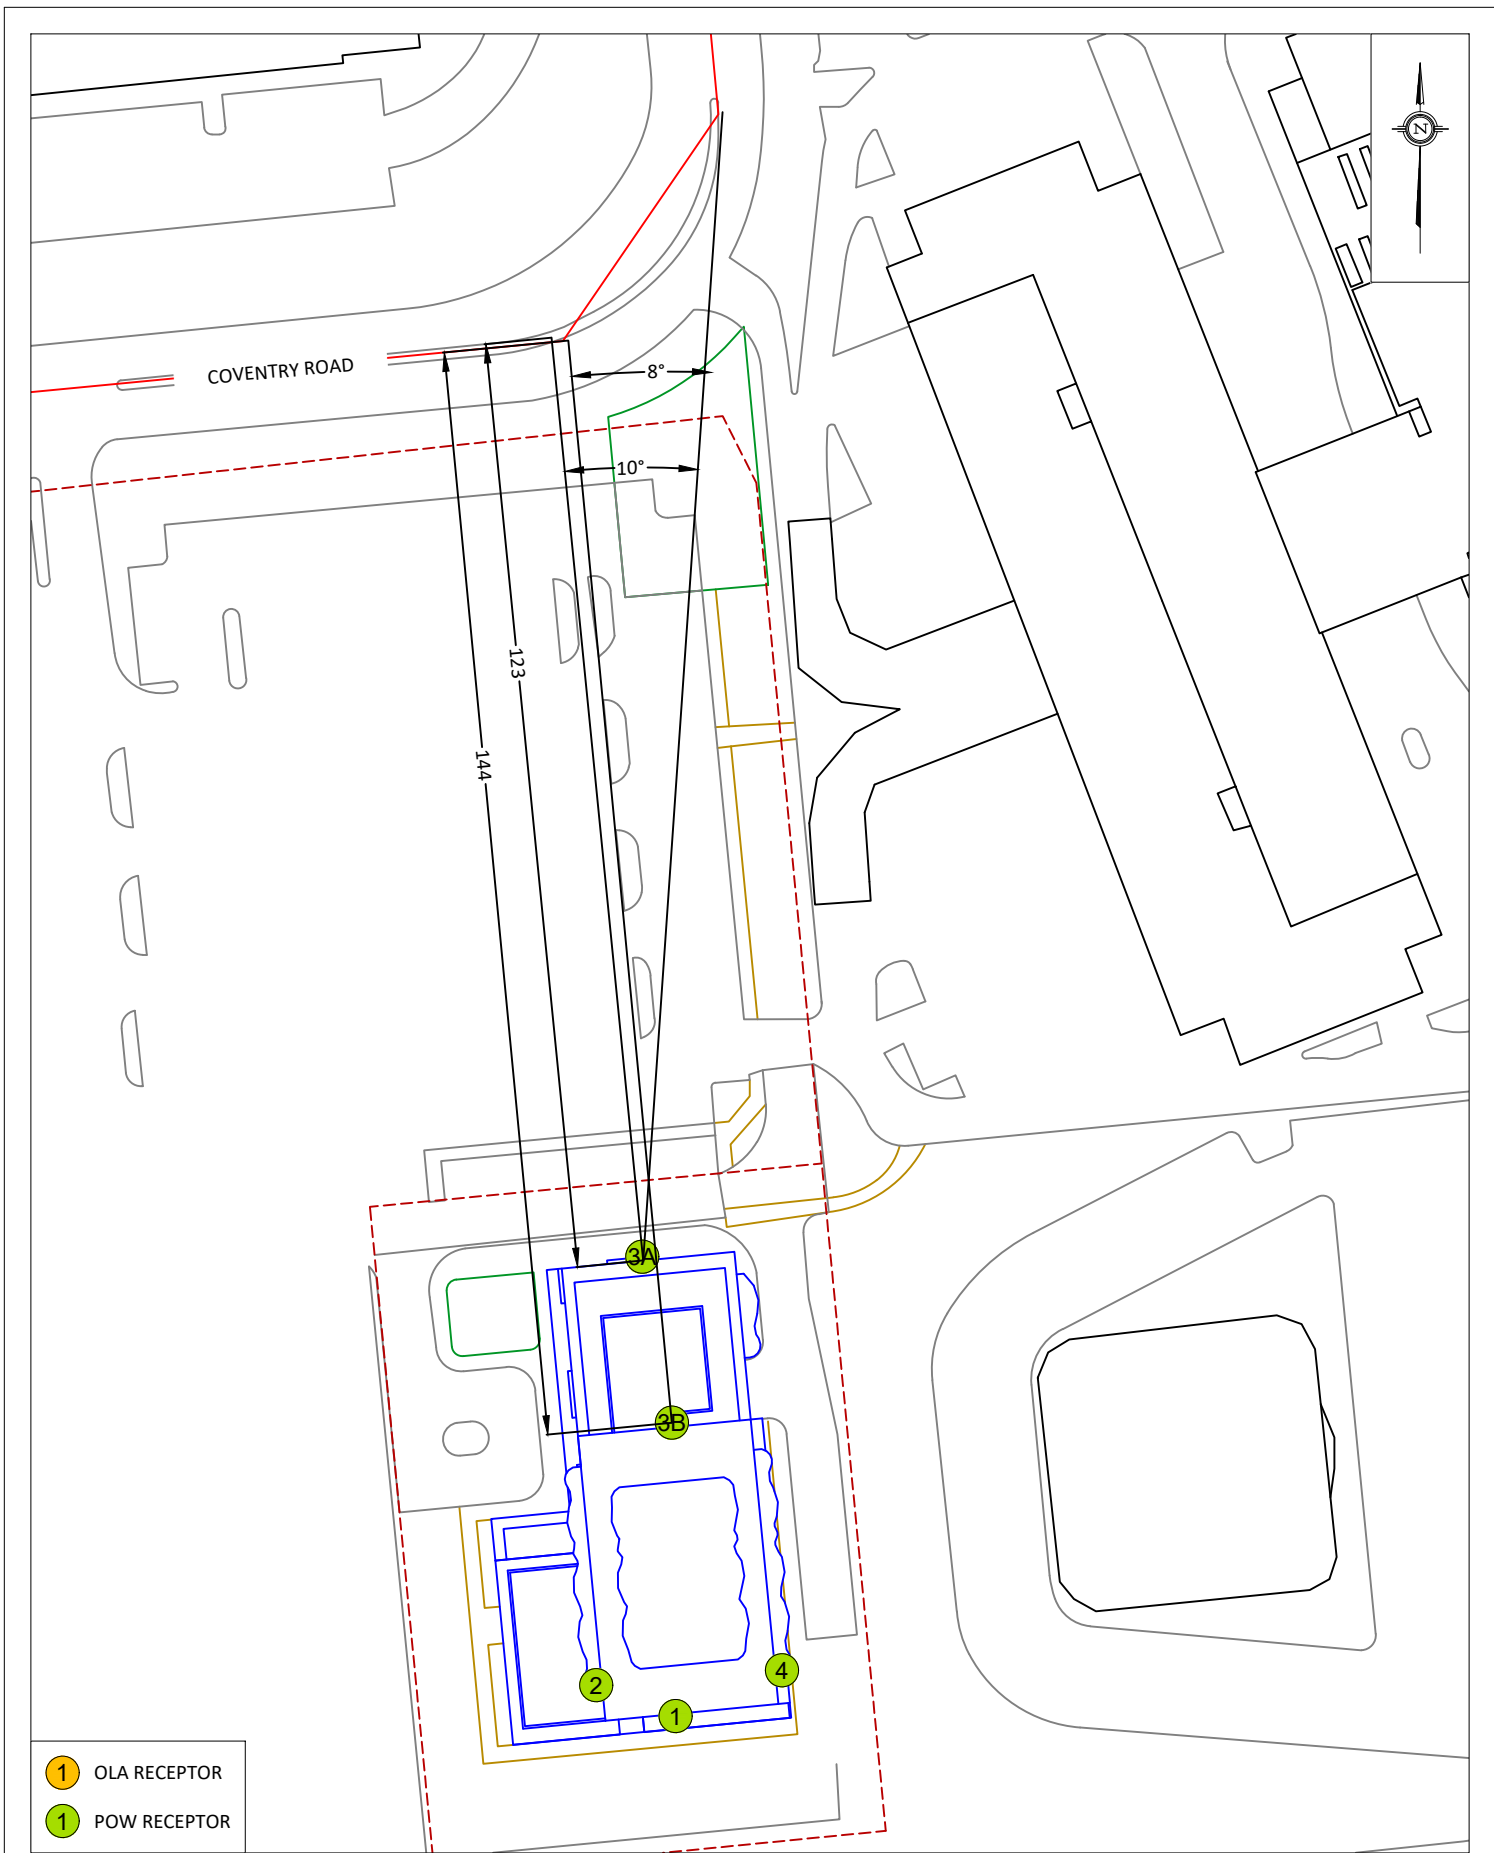 N
COVENTRY ROAD
8°
10°
123
144
3A
3B
2
4
1
1 OLA RECEPTOR
1 POW RECEPTOR